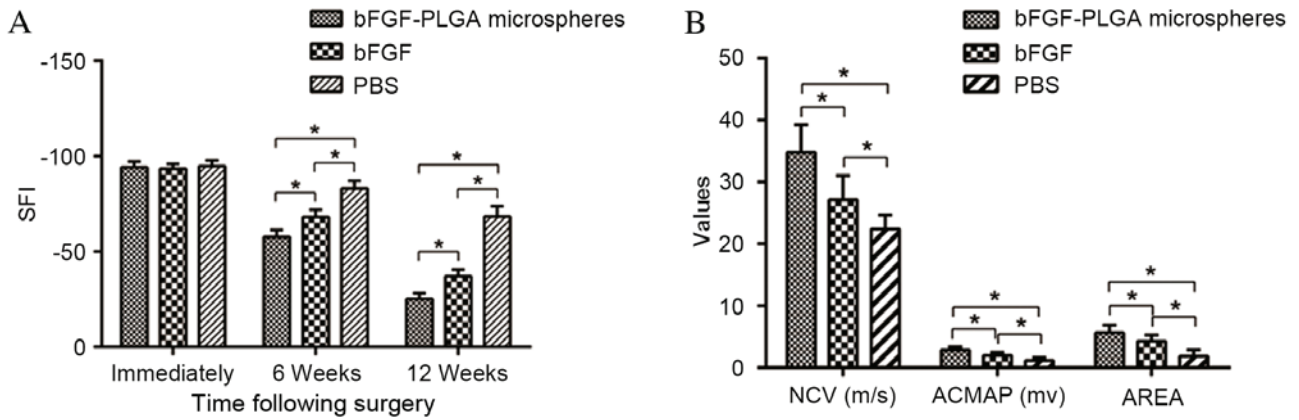 A
bFGF-PLGA microspheres
bFGF
PBS
-150
-100
-50
0
SFI
* * *
* * *
Immediately 6 Weeks 12 Weeks
Time following surgery
B
bFGF-PLGA microspheres
bFGF
PBS
50
40
30
20
10
0
Values
* * *
* * *
* * *
NCV (m/s) ACMAP (mv) AREA